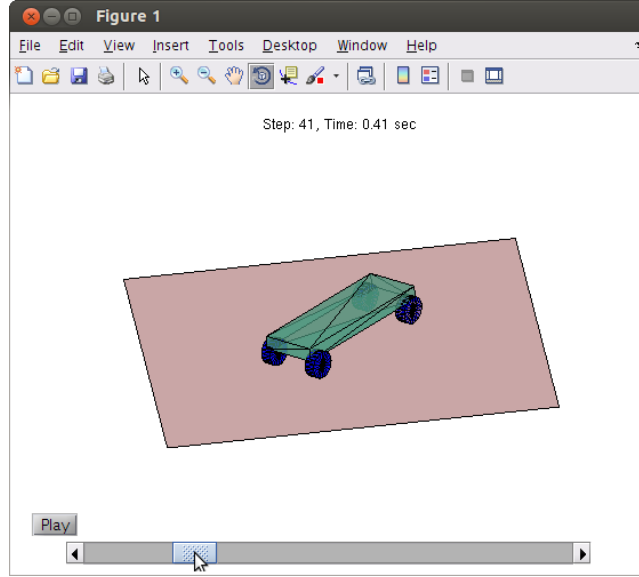 Figure 1
File Edit View Insert Tools Desktop Window Help
Step: 41, Time: 0.41 sec
Play